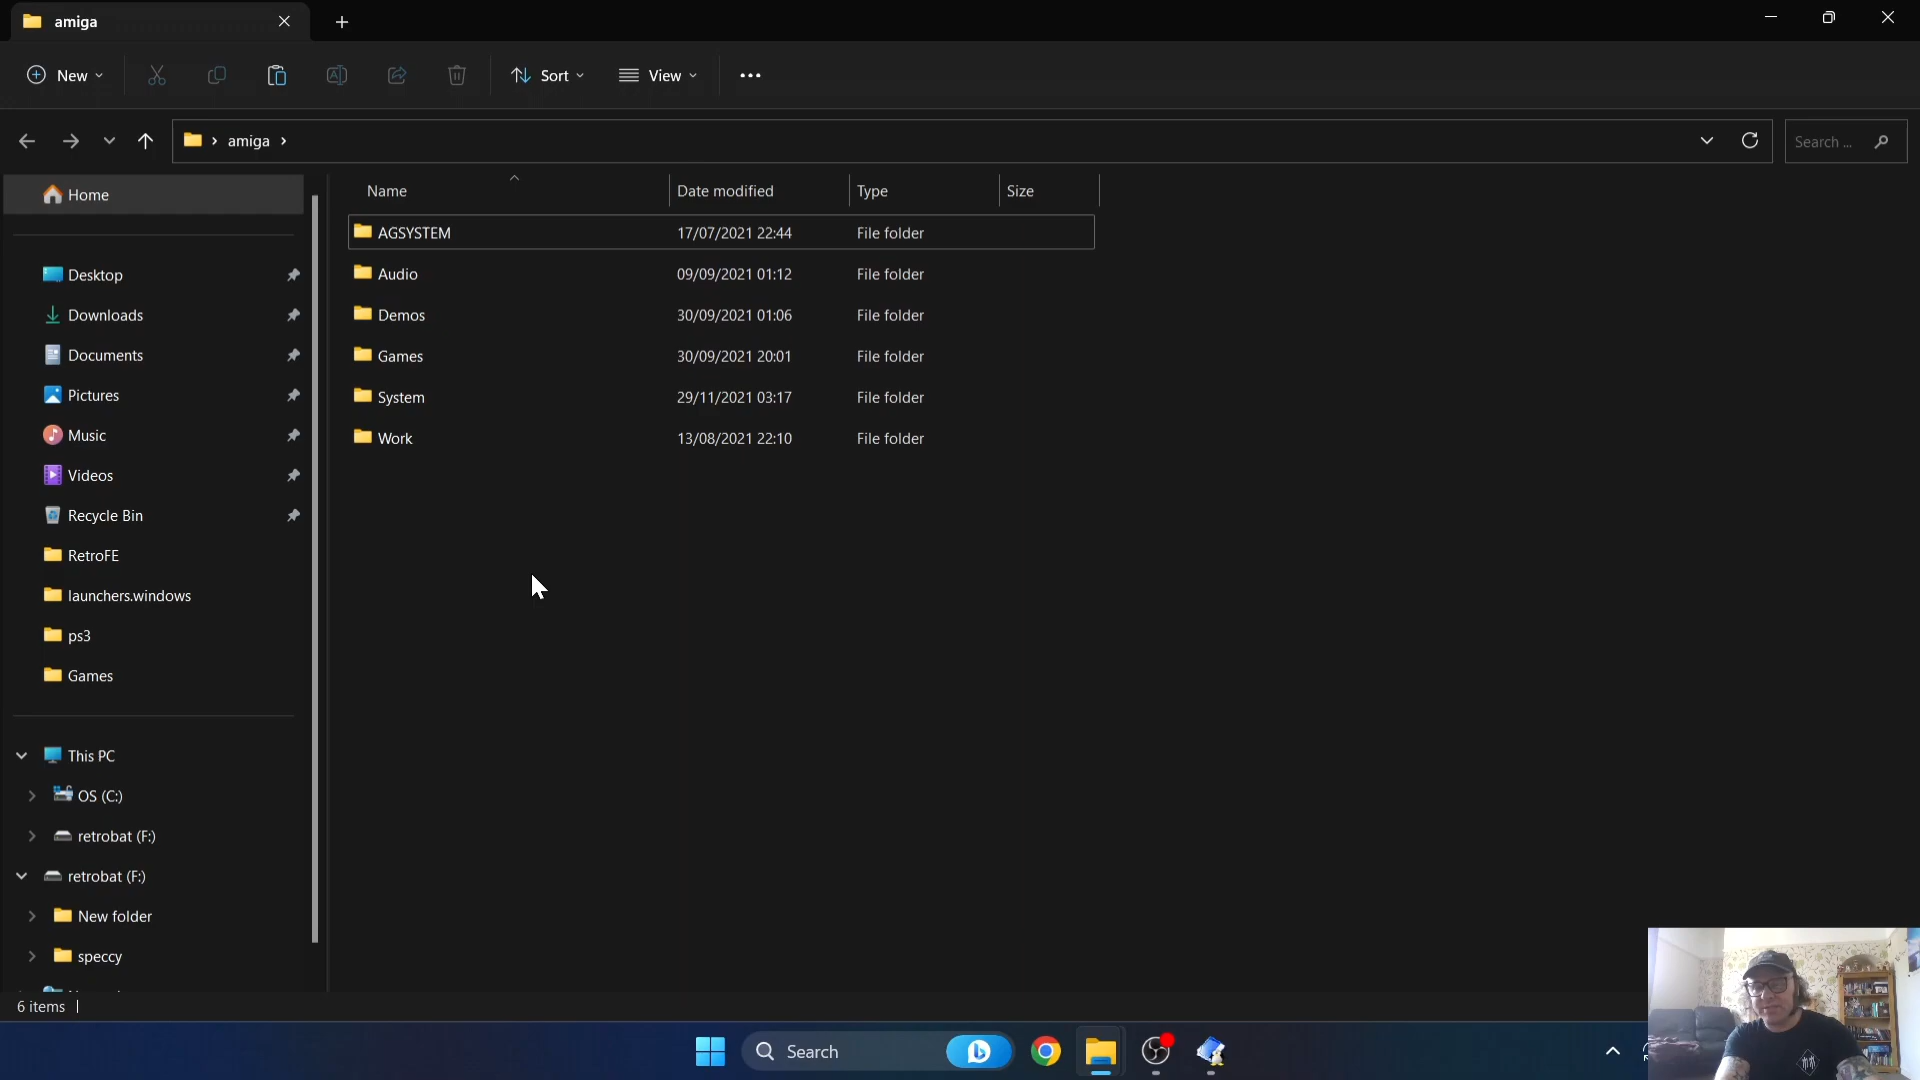 amiga
New
Sort
View
amiga
Search ...
Home
Desktop
Downloads
Documents
Pictures
Music
Videos
Recycle Bin
RetroFE
launchers.windows
ps3
Games
This PC
OS (C:)
retrobat (F:)
retrobat (F:)
New folder
speccy
Name Date modified Type Size
AGSYSTEM 17/07/2021 22:44 File folder
Audio 09/09/2021 01:12 File folder
Demos 30/09/2021 01:06 File folder
Games 30/09/2021 20:01 File folder
System 29/11/2021 03:17 File folder
Work 13/08/2021 22:10 File folder
6 items
Search